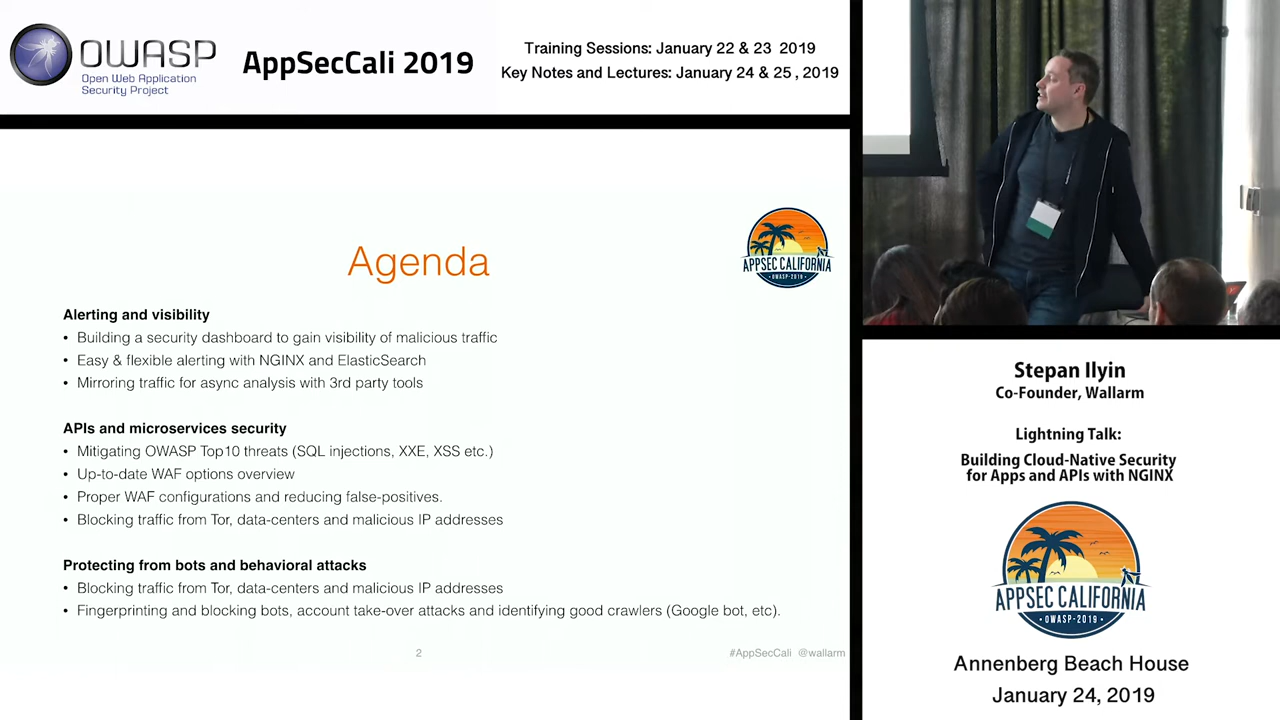 OWASP
Open Web Application
Security Project
AppSecCali 2019
Training Sessions: January 22 & 23 2019
Key Notes and Lectures: January 24 & 25 , 2019
Agenda
APPSEC CALIFORNIA
OWASP-2019
Alerting and visibility
• Building a security dashboard to gain visibility of malicious traffic
• Easy & flexible alerting with NGINX and ElasticSearch
• Mirroring traffic for async analysis with 3rd party tools
APIs and microservices security
• Mitigating OWASP Top10 threats (SQL injections, XXE, XSS etc.)
• Up-to-date WAF options overview
• Proper WAF configurations and reducing false-positives.
• Blocking traffic from Tor, data-centers and malicious IP addresses
Protecting from bots and behavioral attacks
• Blocking traffic from Tor, data-centers and malicious IP addresses
• Fingerprinting and blocking bots, account take-over attacks and identifying good crawlers (Google bot, etc).
2
#AppSecCali @wallarm
Stepan Ilyin
Co-Founder, Wallarm
Lightning Talk:
Building Cloud-Native Security
for Apps and APIs with NGINX
APPSEC CALIFORNIA
• OWASP-2019 •
Annenberg Beach House
January 24, 2019